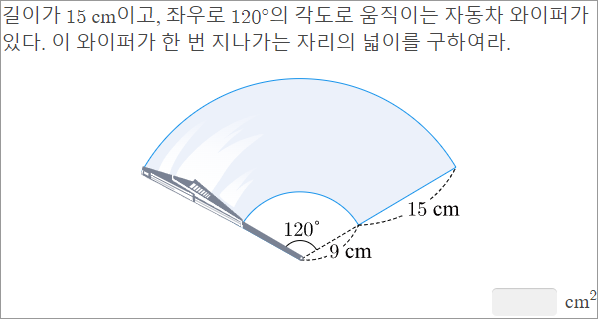 길이가 15 cm이고, 좌우로 120°의 각도로 움직이는 자동차 와이퍼가
있다. 이 와이퍼가 한 번 지나가는 자리의 넓이를 구하여라.
15 cm
120°
9 cm
cm²